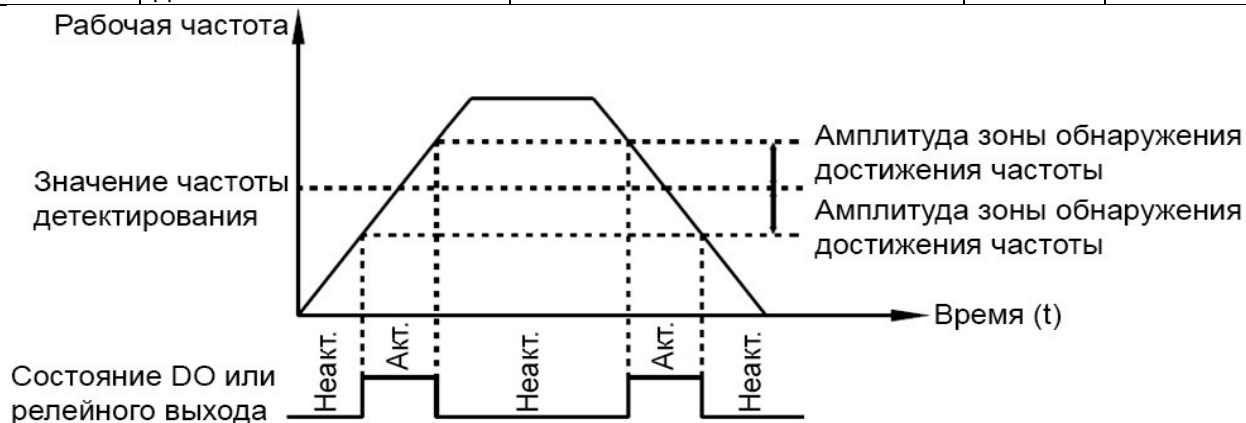 Рабочая частота
Амплитуда зоны обнаружения
достижения частоты
Значение частоты
детектирования
Амплитуда зоны обнаружения
достижения частоты
Время (t)
Неакт.
Акт.
Неакт.
Акт.
Неакт.
Состояние DO или
релейного выхода